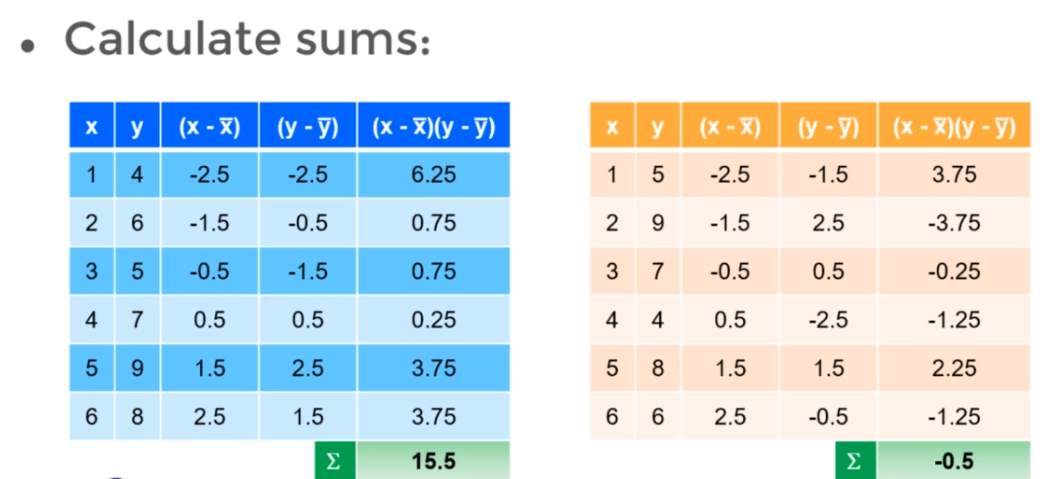 • Calculate sums:
x y (x - x̅) (y - y̅) (x - x̅)(y - y̅)
1 4 -2.5 -2.5 6.25
2 6 -1.5 -0.5 0.75
3 5 -0.5 -1.5 0.75
4 7 0.5 0.5 0.25
5 9 1.5 2.5 3.75
6 8 2.5 1.5 3.75
Σ 15.5
x y (x - x̅) (y - y̅) (x - x̅)(y - y̅)
1 5 -2.5 -1.5 3.75
2 9 -1.5 2.5 -3.75
3 7 -0.5 0.5 -0.25
4 4 0.5 -2.5 -1.25
5 8 1.5 1.5 2.25
6 6 2.5 -0.5 -1.25
Σ -0.5